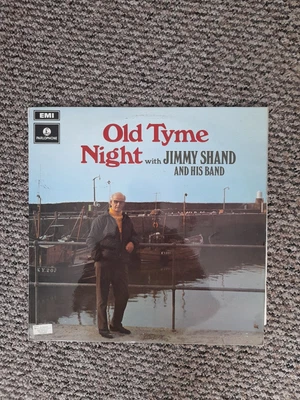 EMI
PARLOPHONE
Old Tyme
Night with JIMMY SHAND
AND HIS BAND